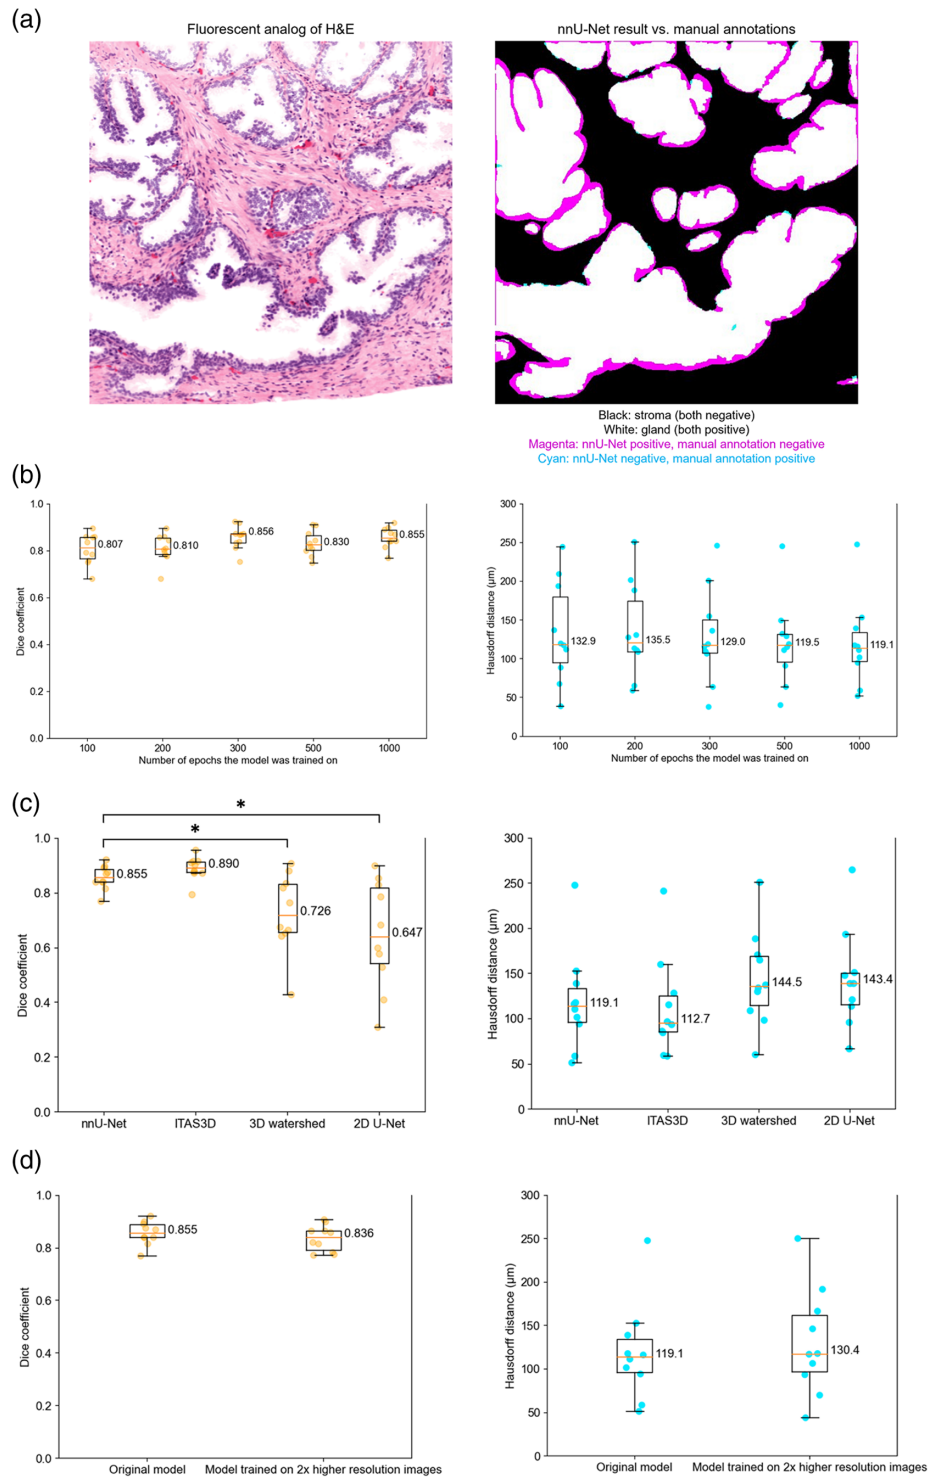 (a)
Fluorescent analog of H&E
nnU-Net result vs. manual annotations
Black: stroma (both negative)
White: gland (both positive)
Magenta: nnU-Net positive, manual annotation negative
Cyan: nnU-Net negative, manual annotation positive
(b)
Dice coefficient
1.0
0.8
0.6
0.4
0.2
0.0
0.807
0.810
0.856
0.830
0.855
100
200
300
500
1000
Number of epochs the model was trained on
Hausdorff distance (µm)
300
250
200
150
100
50
0
132.9
135.5
129.0
119.5
119.1
100
200
300
500
1000
Number of epochs the model was trained on
(c)
Dice coefficient
1.0
0.8
0.6
0.4
0.2
0.0
*
*
0.855
0.890
0.726
0.647
nnU-Net
ITAS3D
3D watershed
2D U-Net
Hausdorff distance (µm)
300
250
200
150
100
50
0
119.1
112.7
144.5
143.4
nnU-Net
ITAS3D
3D watershed
2D U-Net
(d)
Dice coefficient
1.0
0.8
0.6
0.4
0.2
0.0
0.855
0.836
Original model
Model trained on 2x higher resolution images
Hausdorff distance (µm)
300
250
200
150
100
50
0
119.1
130.4
Original model
Model trained on 2x higher resolution images